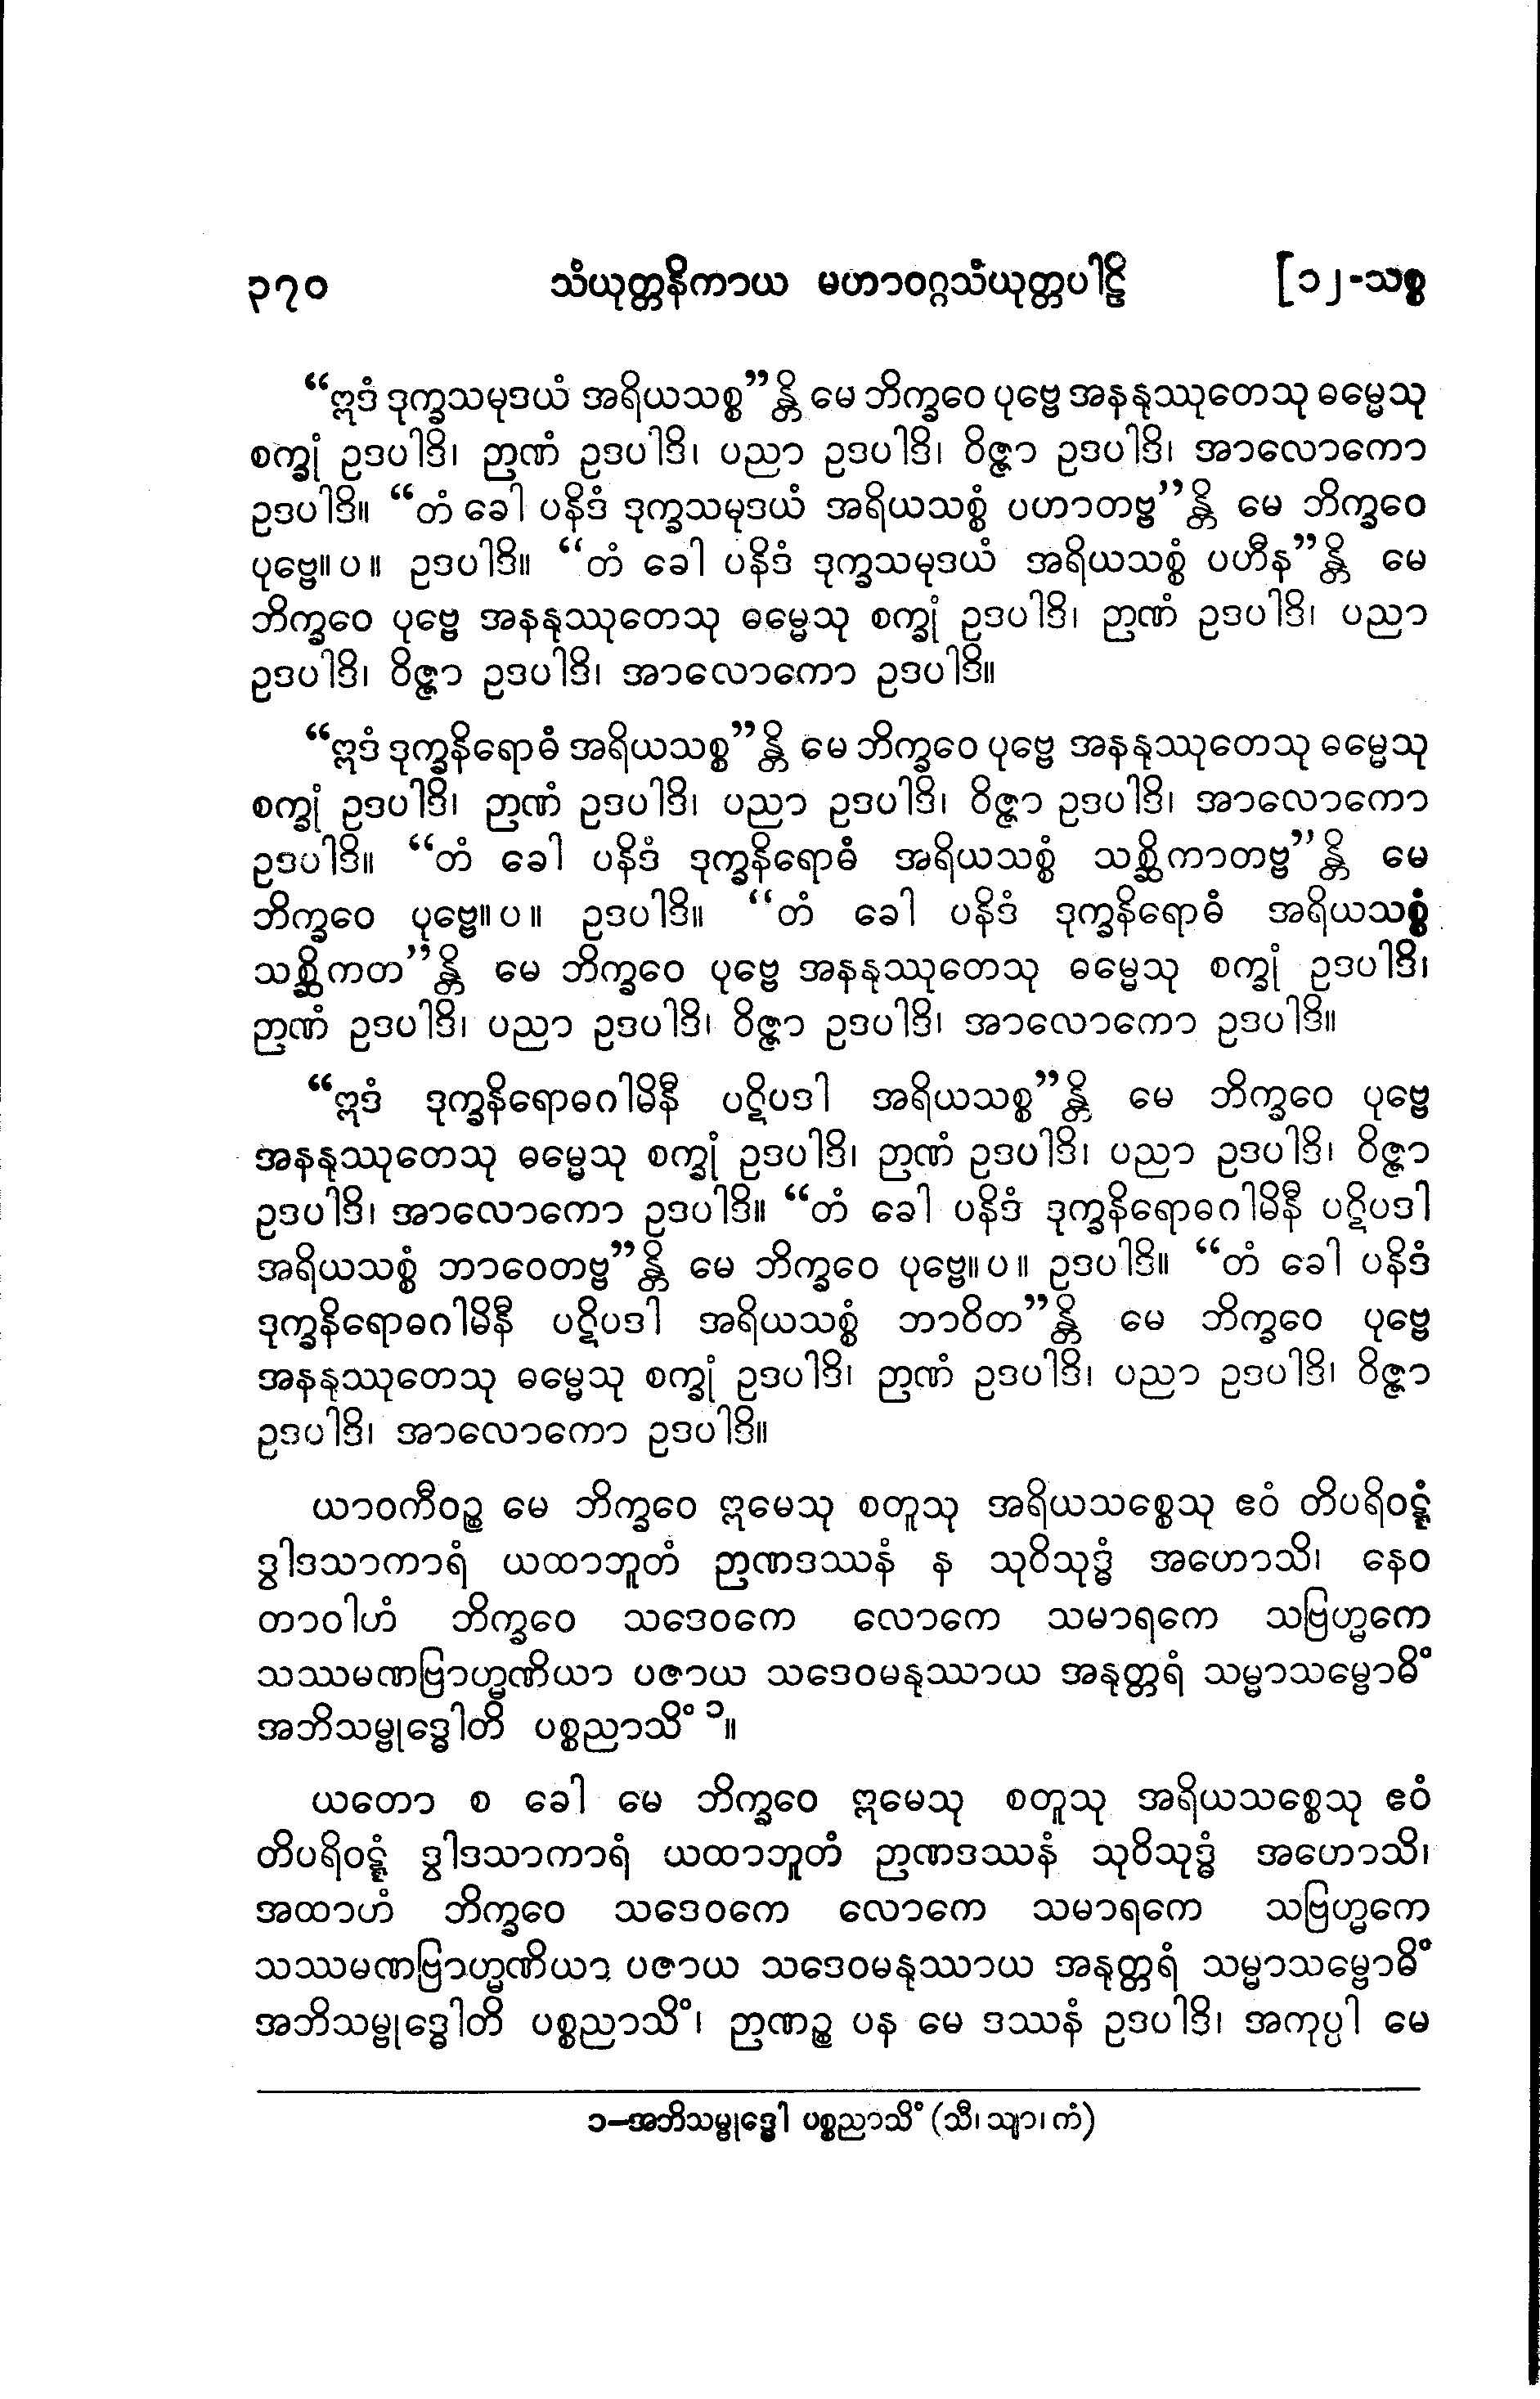 ၃၇၀ သံယုတ္တနိကာယ မဟာဝဂ္ဂသံယုတ္တပါဠိ [၁၂-သစ္စ
“ဣဒံ ဒုက္ခသမုဒယံ အရိယသစ္စ”န္တိ မေ ဘိက္ခဝေ ပုဗ္ဗေ အနနုဿုတေသု ဓမ္မေသု
စက္ခုံ ဥဒပါဒိ၊ ဉာဏံ ဥဒပါဒိ၊ ပညာ ဥဒပါဒိ၊ ဝိဇ္ဇာ ဥဒပါဒိ၊ အာလောကော
ဥဒပါဒိ။ “တံ ခေါ ပနိဒံ ဒုက္ခသမုဒယံ အရိယသစ္စံ ပဟာတဗ္ဗ”န္တိ မေ ဘိက္ခဝေ
ပုဗ္ဗေ။ပ။ ဥဒပါဒိ။ “တံ ခေါ ပနိဒံ ဒုက္ခသမုဒယံ အရိယသစ္စံ ပဟီန”န္တိ မေ
ဘိက္ခဝေ ပုဗ္ဗေ အနနုဿုတေသု ဓမ္မေသု စက္ခုံ ဥဒပါဒိ၊ ဉာဏံ ဥဒပါဒိ၊ ပညာ
ဥဒပါဒိ၊ ဝိဇ္ဇာ ဥဒပါဒိ၊ အာလောကော ဥဒပါဒိ။
“ဣဒံ ဒုက္ခနိရောဓံ အရိယသစ္စ”န္တိ မေ ဘိက္ခဝေ ပုဗ္ဗေ အနနုဿုတေသု ဓမ္မေသု
စက္ခုံ ဥဒပါဒိ၊ ဉာဏံ ဥဒပါဒိ၊ ပညာ ဥဒပါဒိ၊ ဝိဇ္ဇာ ဥဒပါဒိ၊ အာလောကော
ဥဒပါဒိ။ “တံ ခေါ ပနိဒံ ဒုက္ခနိရောဓံ အရိယသစ္စံ သစ္ဆိကာတဗ္ဗ”န္တိ မေ
ဘိက္ခဝေ ပုဗ္ဗေ။ပ။ ဥဒပါဒိ။ “တံ ခေါ ပနိဒံ ဒုက္ခနိရောဓံ အရိယသစ္စံ
သစ္ဆိကတ”န္တိ မေ ဘိက္ခဝေ ပုဗ္ဗေ အနနုဿုတေသု ဓမ္မေသု စက္ခုံ ဥဒပါဒိ၊
ဉာဏံ ဥဒပါဒိ၊ ပညာ ဥဒပါဒိ၊ ဝိဇ္ဇာ ဥဒပါဒိ၊ အာလောကော ဥဒပါဒိ။
“ဣဒံ ဒုက္ခနိရောဓဂါမိနီ ပဋိပဒါ အရိယသစ္စ”န္တိ မေ ဘိက္ခဝေ ပုဗ္ဗေ
အနနုဿုတေသု ဓမ္မေသု စက္ခုံ ဥဒပါဒိ၊ ဉာဏံ ဥဒပါဒိ၊ ပညာ ဥဒပါဒိ၊ ဝိဇ္ဇာ
ဥဒပါဒိ၊ အာလောကော ဥဒပါဒိ။ “တံ ခေါ ပနိဒံ ဒုက္ခနိရောဓဂါမိနီ ပဋိပဒါ
အရိယသစ္စံ ဘာဝေတဗ္ဗ”န္တိ မေ ဘိက္ခဝေ ပုဗ္ဗေ။ပ။ ဥဒပါဒိ။ “တံ ခေါ ပနိဒံ
ဒုက္ခနိရောဓဂါမိနီ ပဋိပဒါ အရိယသစ္စံ ဘာဝိတ”န္တိ မေ ဘိက္ခဝေ ပုဗ္ဗေ
အနနုဿုတေသု ဓမ္မေသု စက္ခုံ ဥဒပါဒိ၊ ဉာဏံ ဥဒပါဒိ၊ ပညာ ဥဒပါဒိ၊ ဝိဇ္ဇာ
ဥဒပါဒိ၊ အာလောကော ဥဒပါဒိ။
ယာဝကီဝဉ္စ မေ ဘိက္ခဝေ ဣမေသု စတူသု အရိယသစ္စေသု ဧဝံ တိပရိဝဋ္ဋံ
ဒွါဒသာကာရံ ယထာဘူတံ ဉာဏဒဿနံ န သုဝိသုဒ္ဓံ အဟောသိ၊ နေဝ
တာဝါဟံ ဘိက္ခဝေ သဒေဝကေ လောကေ သမာရကေ သဗြဟ္မကေ
သဿမဏဗြာဟ္မဏိယာ ပဇာယ သဒေဝမနုဿာယ အနုတ္တရံ သမ္မာသမ္ဗောဓိံ
အဘိသမ္ဗုဒ္ဓေါတိ ပစ္စညာသိံ ၁။
ယတော စ ခေါ မေ ဘိက္ခဝေ ဣမေသု စတူသု အရိယသစ္စေသု ဧဝံ
တိပရိဝဋ္ဋံ ဒွါဒသာကာရံ ယထာဘူတံ ဉာဏဒဿနံ သုဝိသုဒ္ဓံ အဟောသိ၊
အထာဟံ ဘိက္ခဝေ သဒေဝကေ လောကေ သမာရကေ သဗြဟ္မကေ
သဿမဏဗြာဟ္မဏိယာ ပဇာယ သဒေဝမနုဿာယ အနုတ္တရံ သမ္မာသမ္ဗောဓိံ
အဘိသမ္ဗုဒ္ဓေါတိ ပစ္စညာသိံ၊ ဉာဏဉ္စ ပန မေ ဒဿနံ ဥဒပါဒိ၊ အကုပ္ပါ မေ
၁–အဘိသမ္ဗုဒ္ဓေါ ပစ္စညာသိံ (သီ၊ သျာ၊ ကံ)